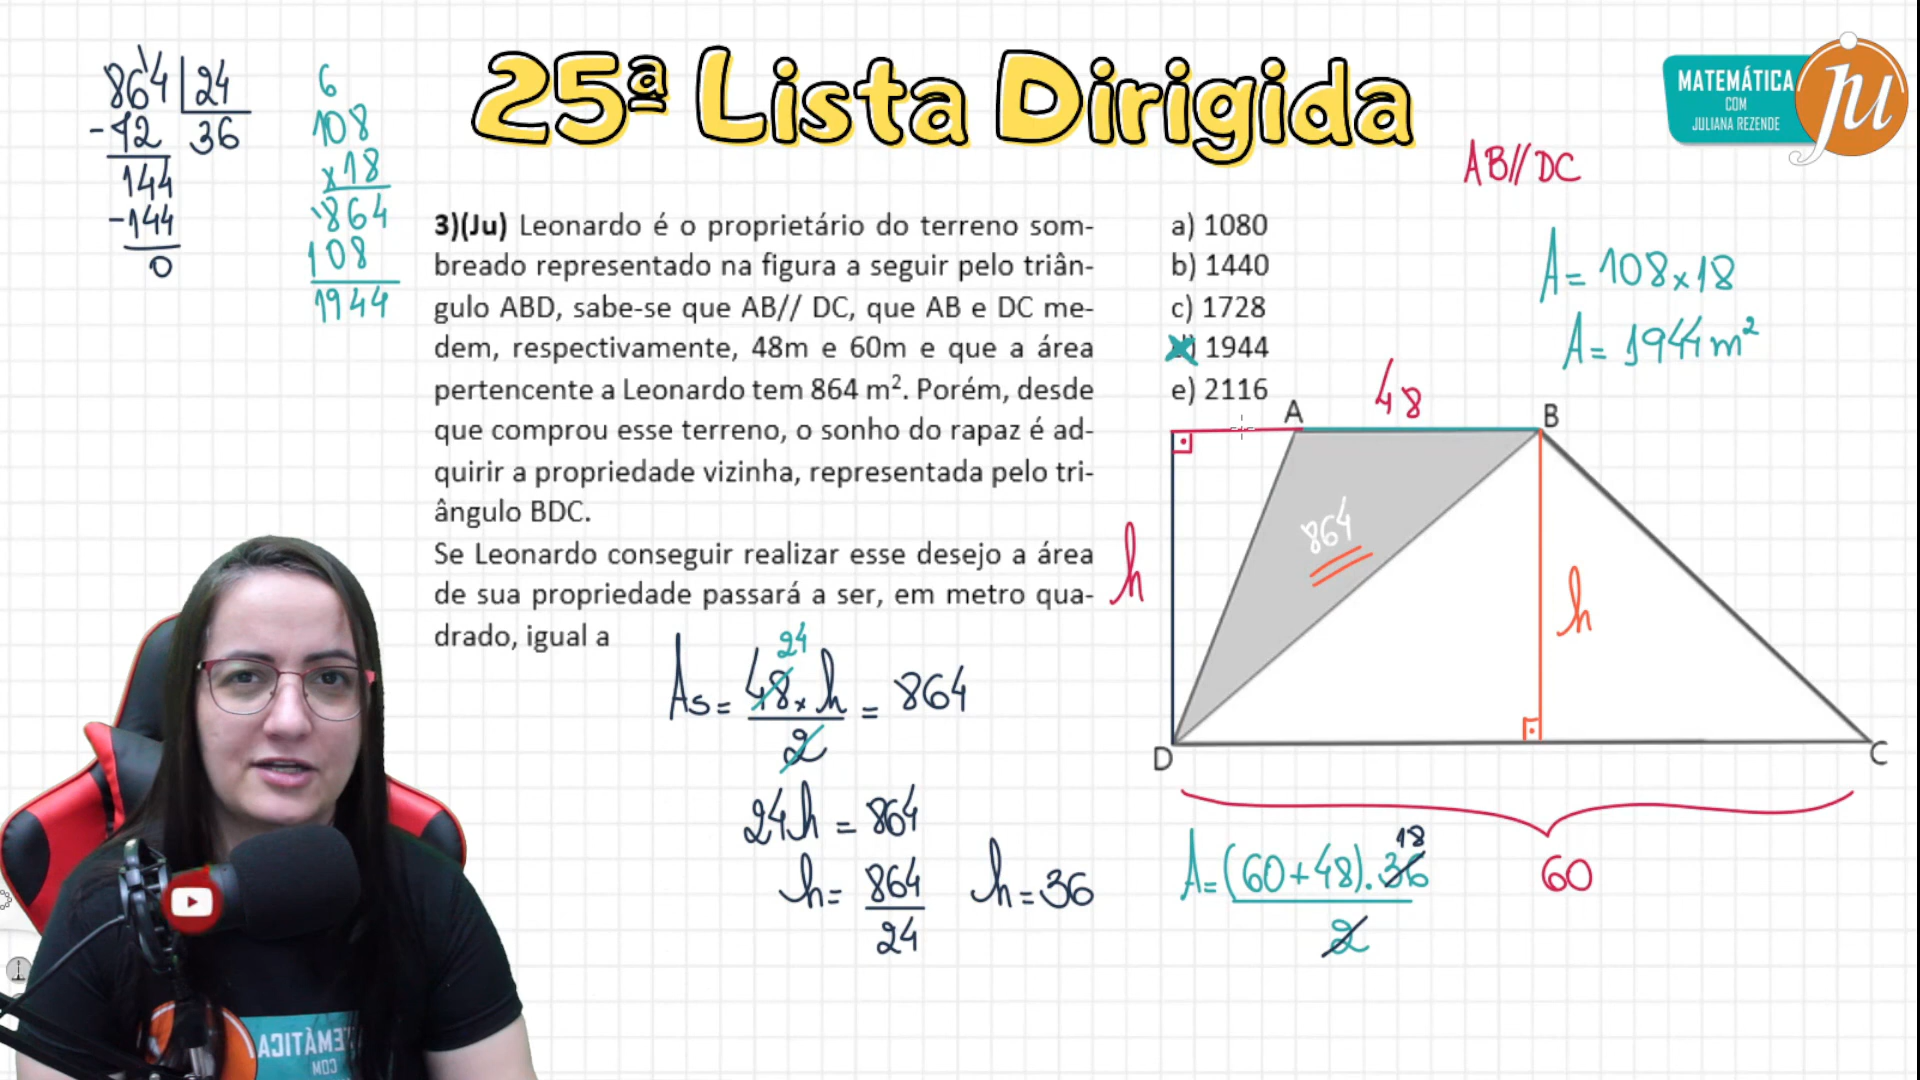 25ª Lista Dirigida
MATEMÁTICA
COM
JULIANA REZENDE
ju
864 24
-72 36
144
-144
0
6
108
x18
864
108
1944
3)(Ju) Leonardo é o proprietário do terreno som-
breado representado na figura a seguir pelo triân-
gulo ABD, sabe-se que AB// DC, que AB e DC me-
dem, respectivamente, 48m e 60m e que a área
pertencente a Leonardo tem 864 m². Porém, desde
que comprou esse terreno, o sonho do rapaz é ad-
quirir a propriedade vizinha, representada pelo tri-
ângulo BDC.
Se Leonardo conseguir realizar esse desejo a área
de sua propriedade passará a ser, em metro qua-
drado, igual a
a) 1080
b) 1440
c) 1728
d) 1944
e) 2116
AB//DC
A = 108x18
A = 1944m²
48
A
B
864
h
h
D
C
60
24
As = 48 x h = 864
2
24h = 864
h = 864
24
h = 36
18
A = (60+48).36
2
MATEMÁTICA
COM